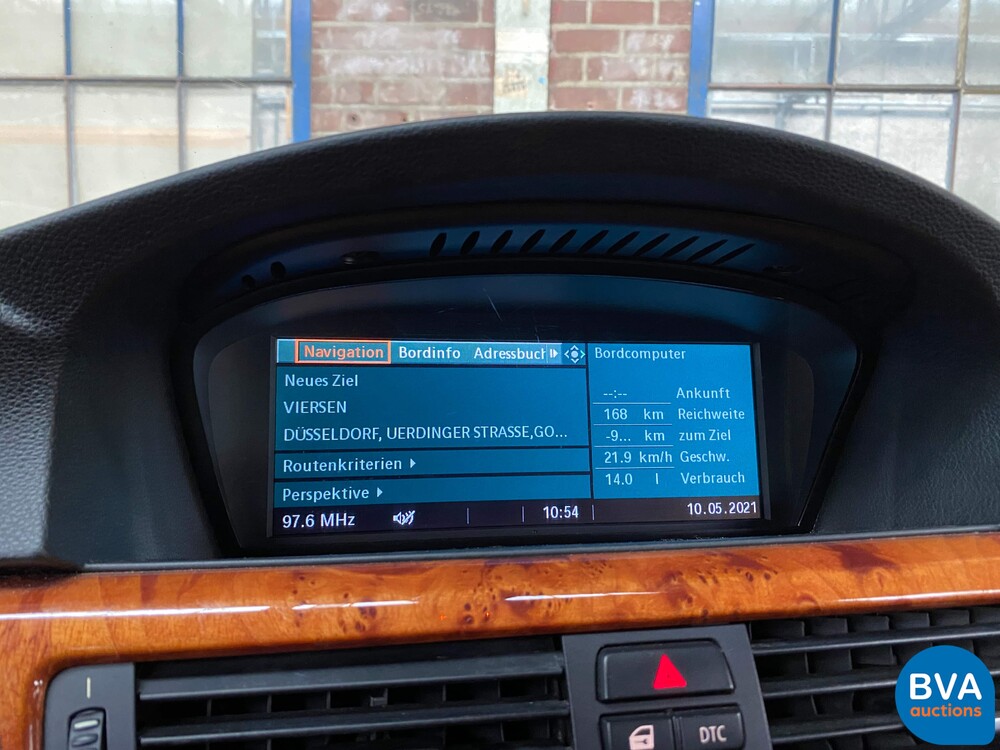 Navigation Bordinfo Adressbuch
Neues Ziel
VIERSEN
DÜSSELDORF, UERDINGER STRASSE,GO...
Routenkriterien
Perspektive
Bordcomputer
--:-- Ankunft
168 km Reichweite
-9... km zum Ziel
21.9 km/h Geschw.
14.0 l Verbrauch
97.6 MHz 10:54 10.05.2021
DTC
BVA
auctions